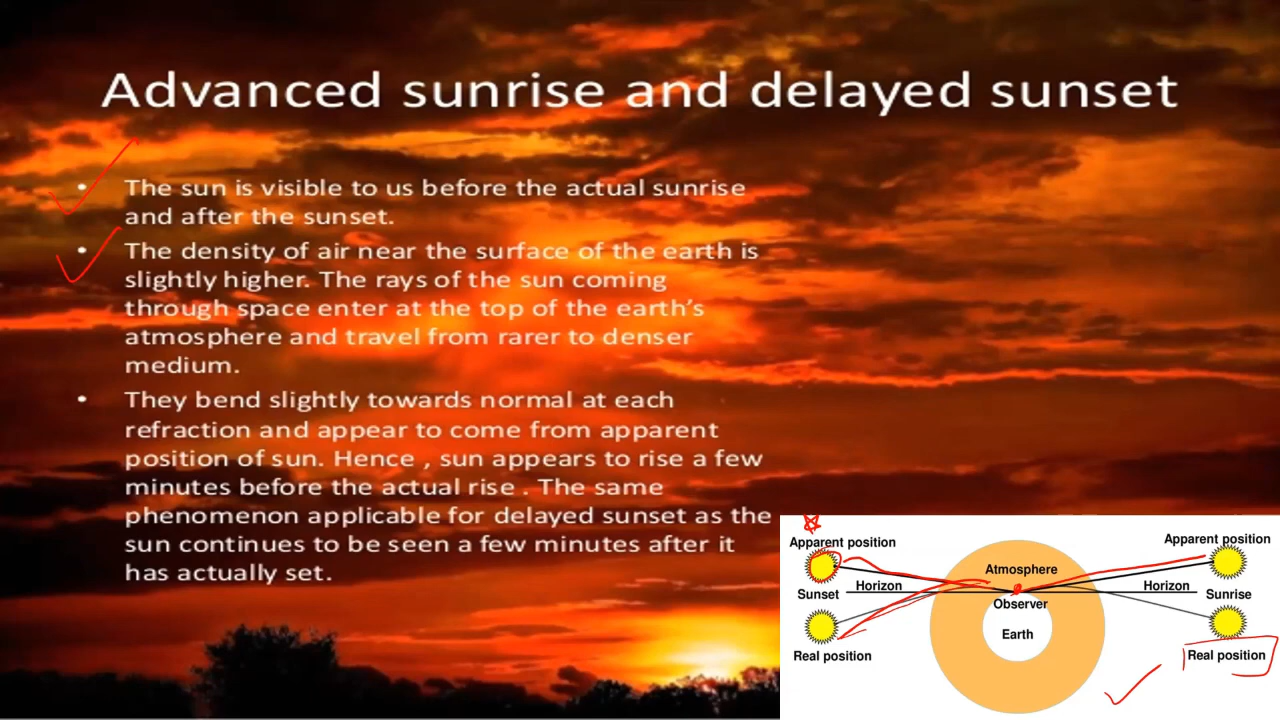 Advanced sunrise and delayed sunset
• The sun is visible to us before the actual sunrise
and after the sunset.
• The density of air near the surface of the earth is
slightly higher. The rays of the sun coming
through space enter at the top of the earth's
atmosphere and travel from rarer to denser
medium.
• They bend slightly towards normal at each
refraction and appear to come from apparent
position of sun. Hence , sun appears to rise a few
minutes before the actual rise . The same
phenomenon applicable for delayed sunset as the
sun continues to be seen a few minutes after it
has actually set.
Apparent position
Apparent position
Atmosphere
Horizon
Horizon
Sunset
Sunrise
Observer
Earth
Real position
Real position